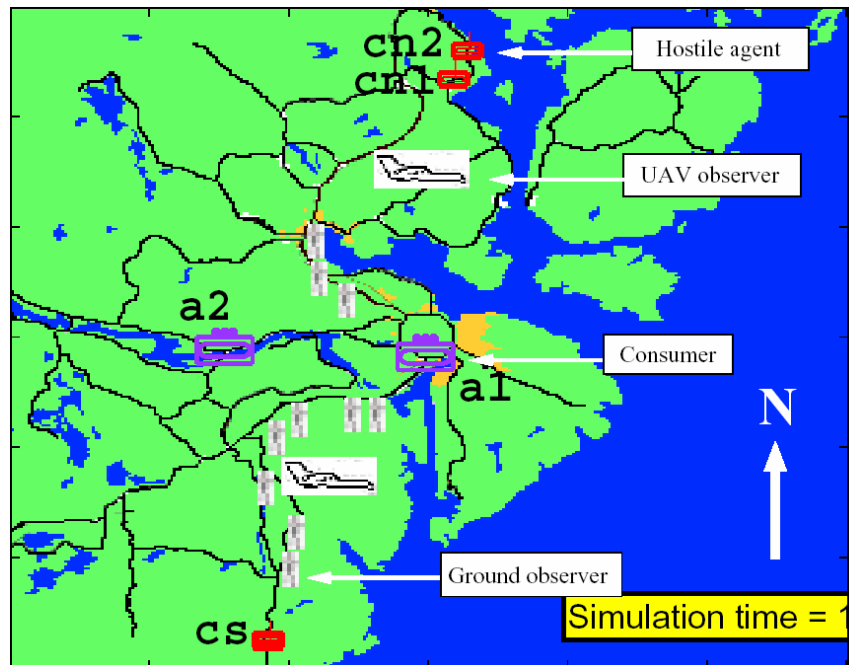 cn2
Hostile agent
cn1
UAV observer
a2
Consumer
a1
N
Ground observer
cs
Simulation time = 1